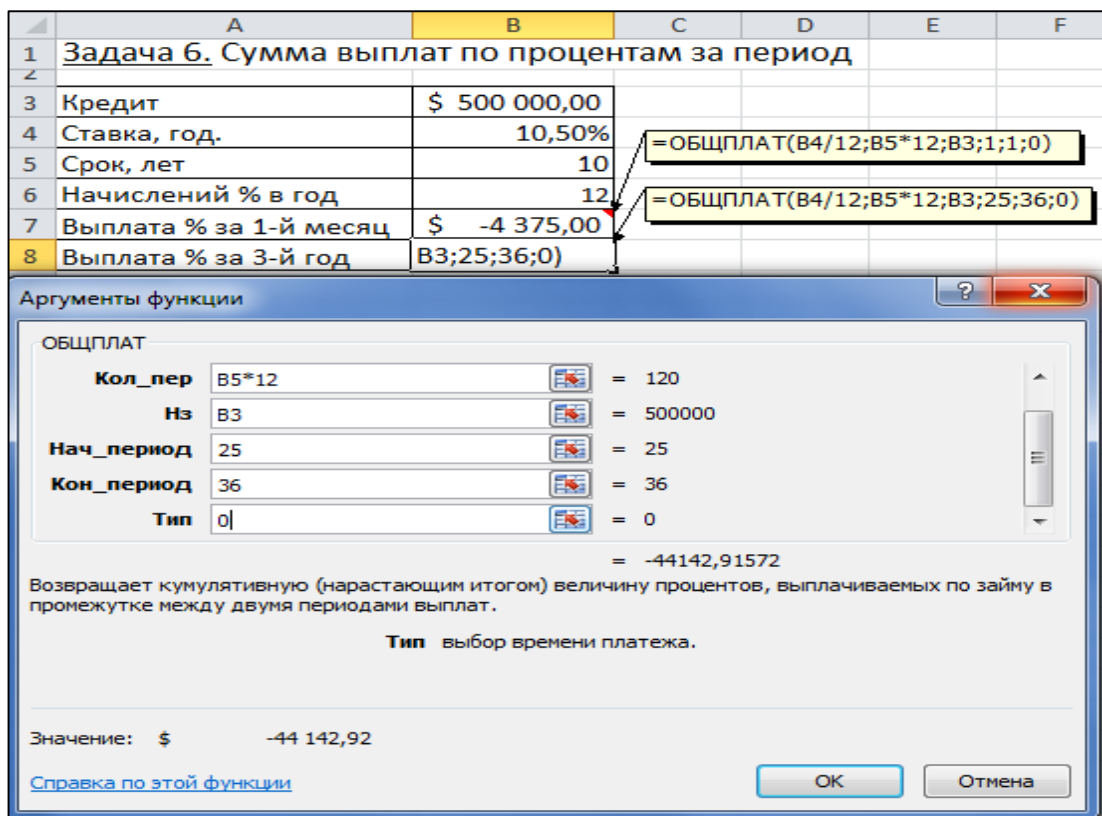 A B C D E F
1 Задача 6. Сумма выплат по процентам за период
2
3 Кредит $ 500 000,00
4 Ставка, год. 10,50% =ОБЩПЛАТ(B4/12;B5*12;B3;1;1;0)
5 Срок, лет 10
6 Начислений % в год 12 =ОБЩПЛАТ(B4/12;B5*12;B3;25;36;0)
7 Выплата % за 1-й месяц $ -4 375,00
8 Выплата % за 3-й год B3;25;36;0)
Аргументы функции ? x
ОБЩПЛАТ
Кол_пер B5*12 = 120
Нз B3 = 500000
Нач_период 25 = 25
Кон_период 36 = 36
Тип 0 = 0
= -44142,91572
Возвращает кумулятивную (нарастающим итогом) величину процентов, выплачиваемых по займу в
промежутке между двумя периодами выплат.
Тип выбор времени платежа.
Значение: $ -44 142,92
Справка по этой функции ОК Отмена